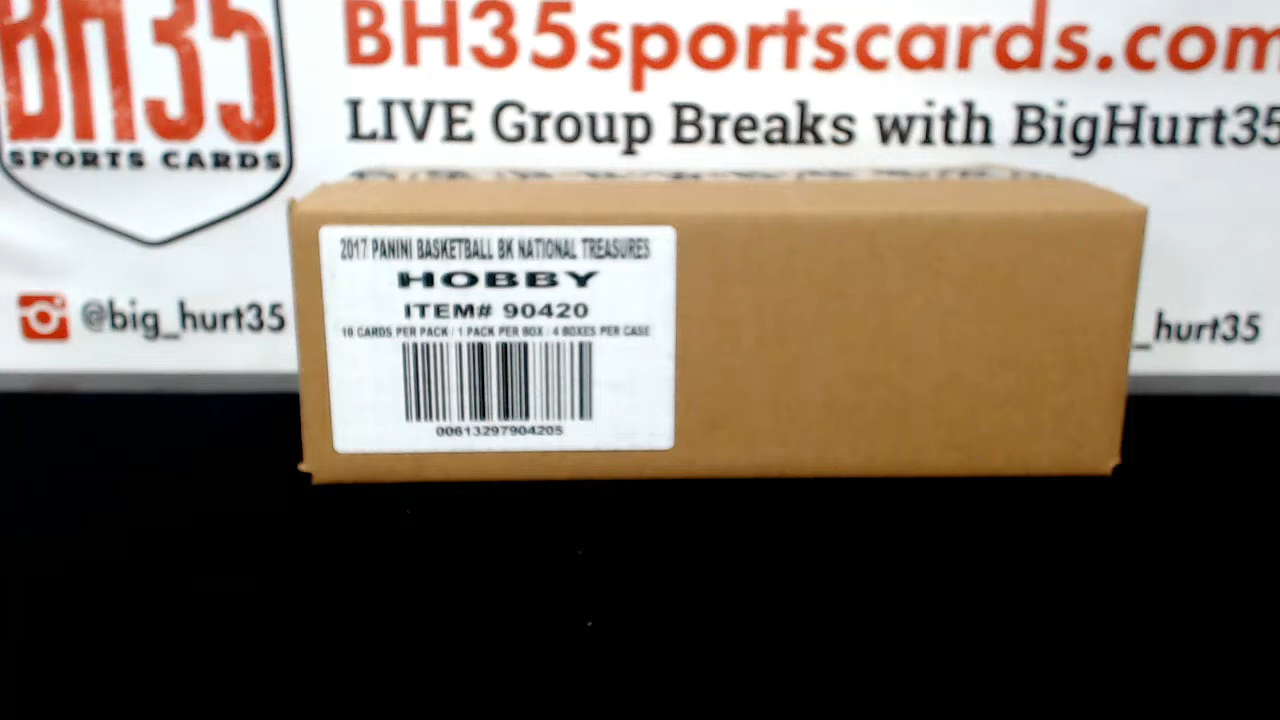 BH35
SPORTS CARDS
BH35sportscards.com
LIVE Group Breaks with BigHurt35
@big_hurt35
_hurt35
2017 PANINI BASKETBALL BK NATIONAL TREASURES
HOBBY
ITEM# 90420
10 CARDS PER PACK / 1 PACK PER BOX / 4 BOXES PER CASE
00613297904205